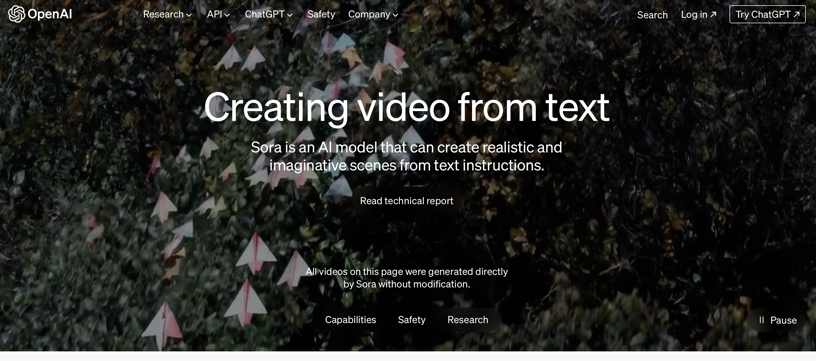 OpenAI
Research
API
ChatGPT
Safety
Company
Search
Log in ↗
Try ChatGPT ↗
Creating video from text
Sora is an AI model that can create realistic and
imaginative scenes from text instructions.
Read technical report
All videos on this page were generated directly
by Sora without modification.
Capabilities
Safety
Research
Pause